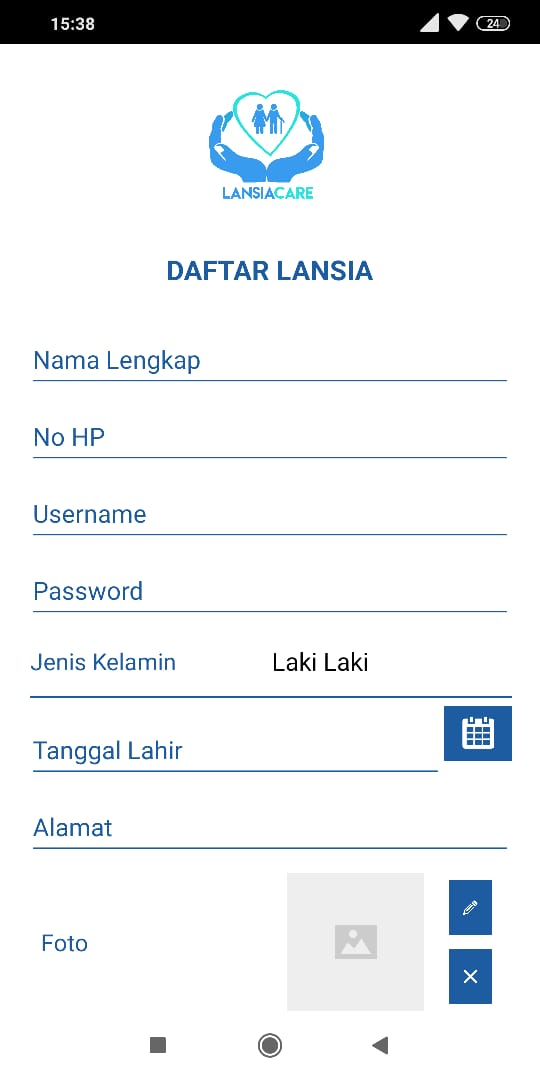 15:38
24
LANSIACARE
DAFTAR LANSIA
Nama Lengkap
No HP
Username
Password
Jenis Kelamin Laki Laki
Tanggal Lahir
Alamat
Foto